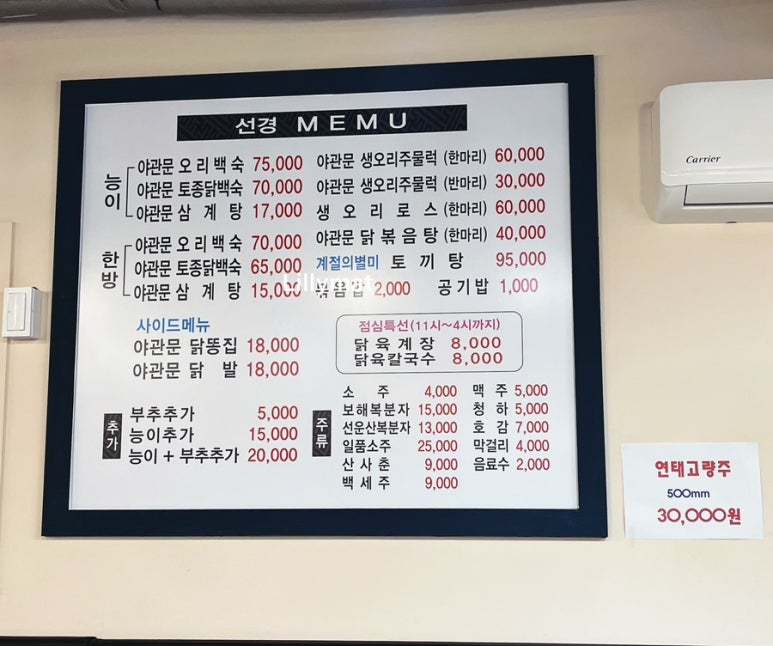 선경 MEMU
능이
야관문 오리백숙 75,000
야관문 토종닭백숙 70,000
야관문 삼 계 탕 17,000
한방
야관문 오리백숙 70,000
야관문 토종닭백숙 65,000
야관문 삼 계 탕 15,000
야관문 생오리주물럭 (한마리) 60,000
야관문 생오리주물럭 (반마리) 30,000
생 오 리 로 스 (한마리) 60,000
야관문 닭볶음탕 (한마리) 40,000
계절의별미 토 끼 탕 95,000
볶음밥 2,000 공기밥 1,000
Lillymat
사이드메뉴
야관문 닭똥집 18,000
야관문 닭 발 18,000
점심특선(11시~4시까지)
닭 육 계 장 8,000
닭육칼국수 8,000
추가
부추추가 5,000
능이추가 15,000
능이+부추추가 20,000
주류
소 주 4,000
보해복분자 15,000
선운산복분자 13,000
일품소주 25,000
산 사 춘 9,000
백 세 주 9,000
맥 주 5,000
청 하 5,000
호 감 7,000
막걸리 4,000
음료수 2,000
Carrier
연태고량주
500mm
30,000원